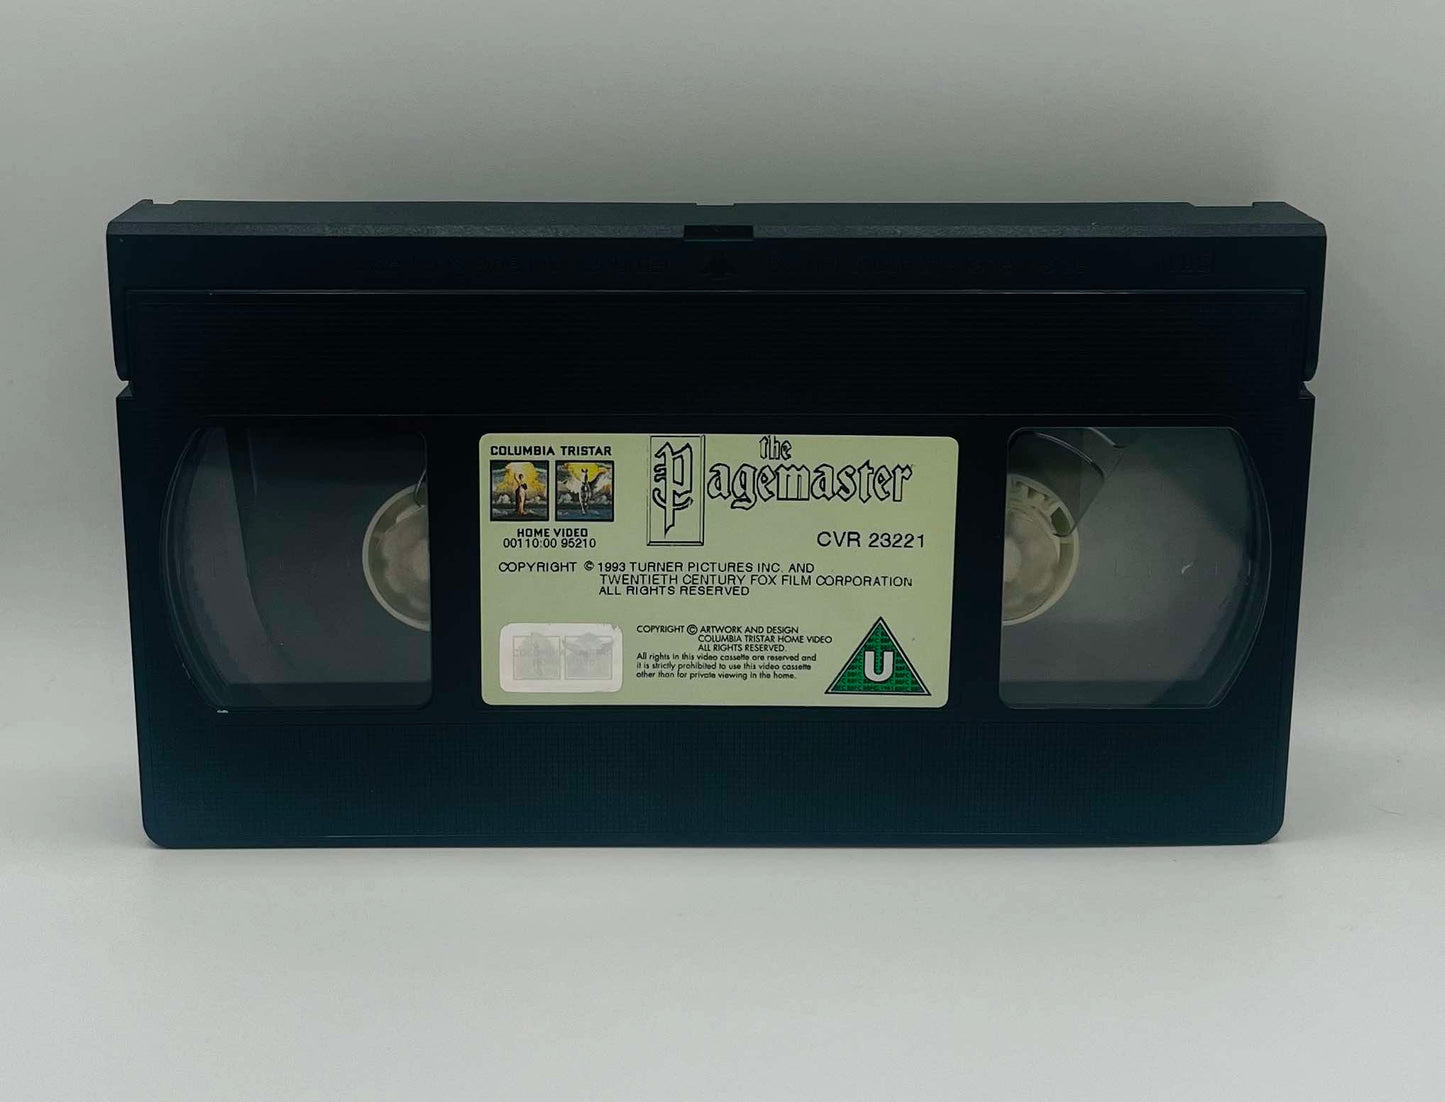 COLUMBIA TRISTAR
HOME VIDEO
00110:00 95210
the
Pagemaster
CVR 23221
COPYRIGHT © 1993 TURNER PICTURES INC. AND
TWENTIETH CENTURY FOX FILM CORPORATION
ALL RIGHTS RESERVED
COPYRIGHT © ARTWORK AND DESIGN
COLUMBIA TRISTAR HOME VIDEO
ALL RIGHTS RESERVED.
All rights in this video cassette are reserved and
it is strictly prohibited to use this video cassette
other than for private viewing in the home.
U